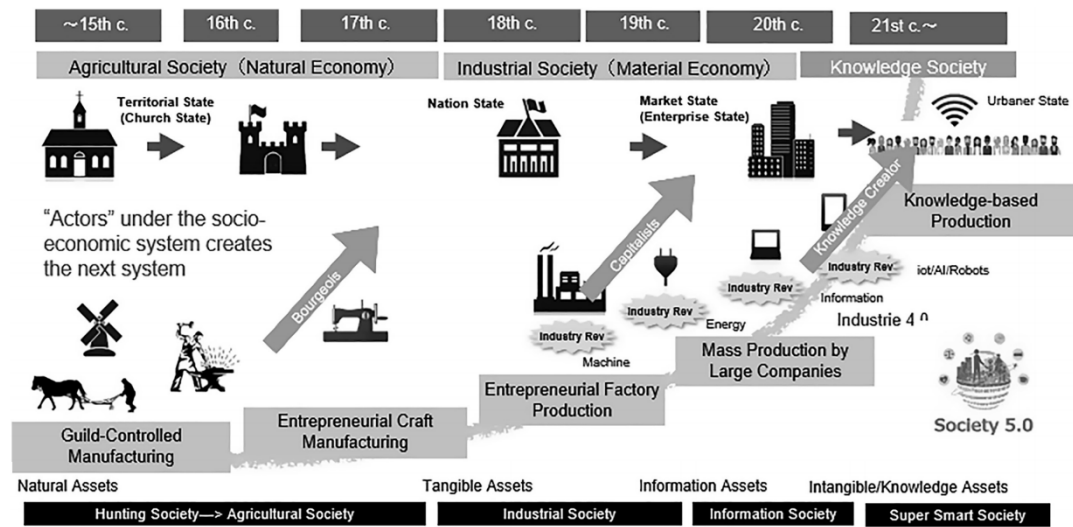 ～15th c.
16th c.
17th c.
18th c.
19th c.
20th c.
21st c.～
Agricultural Society（Natural Economy）
Industrial Society（Material Economy）
Knowledge Society
Territorial State
(Church State)
Nation State
Market State
(Enterprise State)
Urbaner State
“Actors” under the socio-
economic system creates
the next system
Bourgeois
Capitalists
Knowledge Creator
Knowledge-based
Production
Industry Rev
Machine
Industry Rev
Energy
Industry Rev
Information
Industry Rev
iot/AI/Robots
Industrie 4.0
Guild-Controlled
Manufacturing
Entrepreneurial Craft
Manufacturing
Entrepreneurial Factory
Production
Mass Production by
Large Companies
Society 5.0
Natural Assets
Tangible Assets
Information Assets
Intangible/Knowledge Assets
Hunting Society—> Agricultural Society
Industrial Society
Information Society
Super Smart Society